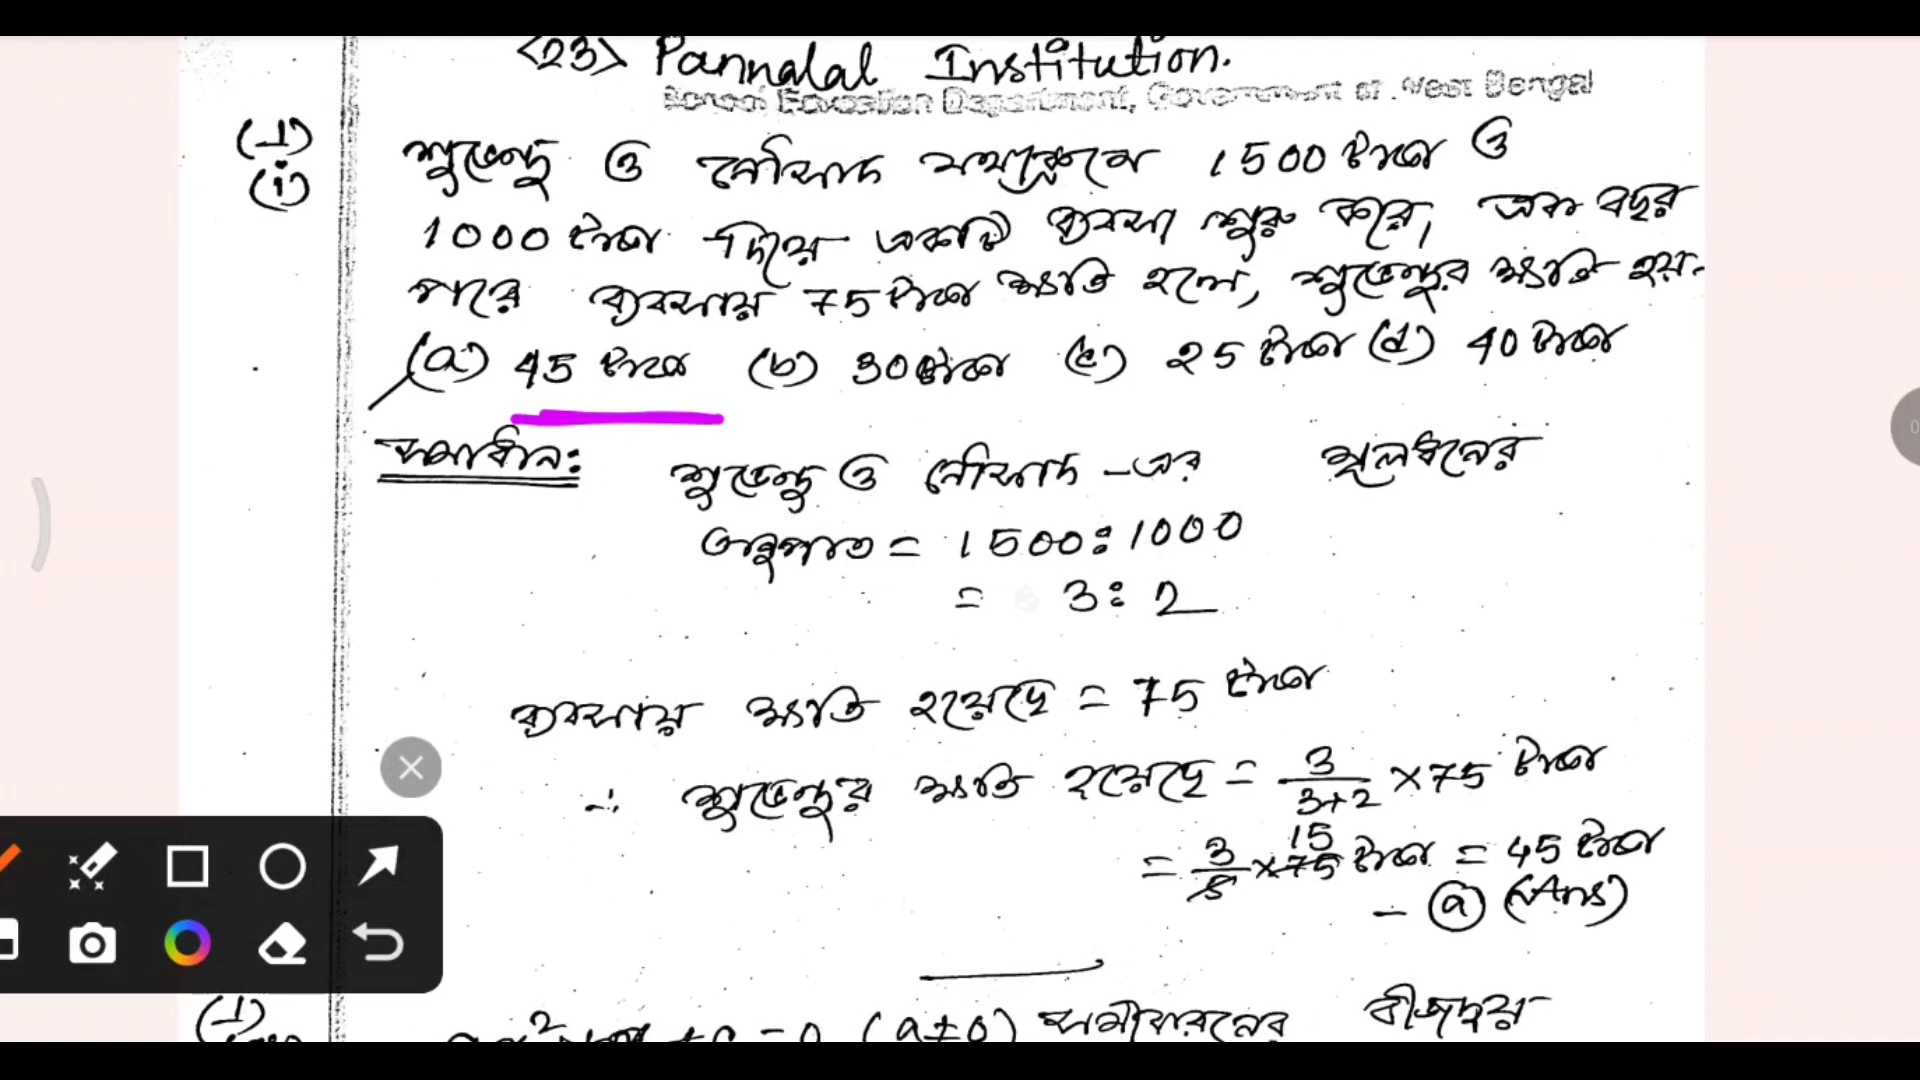 <23> Pannalal Institution.
School Education Department, Government of West Bengal
(1) শুভেন্দু ও নৌসাদ যথাক্রমে 1500 টাকা ও
(i)
1000 টাকা দিয়ে একটি ব্যবসা শুরু করে, এক বছর
পরে ব্যবসায় 75 টাকা ক্ষতি হলে, শুভেন্দুর ক্ষতি হয়-
(a) 45 টাকা (b) 30 টাকা (c) 25 টাকা (d) 40 টাকা
সমাধান: শুভেন্দু ও নৌসাদ -এর মূলধনের
অনুপাত = 1500:1000
= 3:2
ব্যবসায় ক্ষতি হয়েছে = 75 টাকা
∴ শুভেন্দুর ক্ষতি হয়েছে = 3/(3+2) × 75 টাকা
= 3/5 × 75 15 টাকা = 45 টাকা
- (a) (Ans)
(1) (a≠0) সমীকরণের বীজদ্বয়